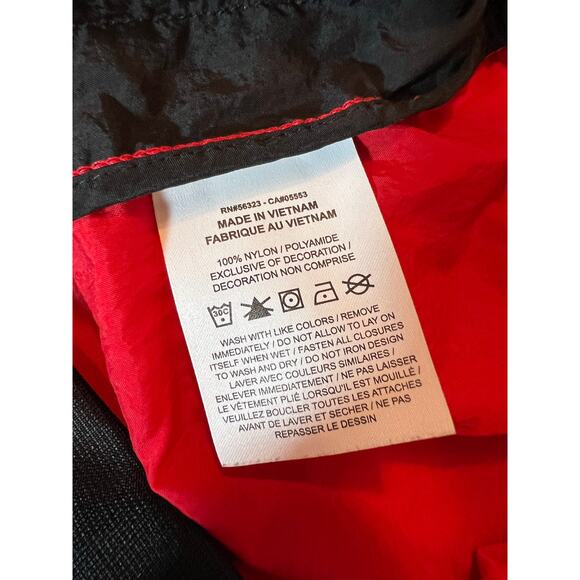 RN#56323 - CA#05553
MADE IN VIETNAM
FABRIQUE AU VIETNAM
100% NYLON / POLYAMIDE
EXCLUSIVE OF DECORATION
DECORATION NON COMPRISE
30C
WASH WITH LIKE COLORS / REMOVE
IMMEDIATELY / DO NOT ALLOW TO LAY ON
ITSELF WHEN WET / FASTEN ALL CLOSURES
TO WASH AND DRY / DO NOT IRON DESIGN
LAVER AVEC COULEURS SIMILAIRES /
ENLEVER IMMEDIATEMENT / NE PAS LAISSER
LE VÊTEMENT PLIÉ LORSQU'IL EST MOUILLÉ /
VEUILLEZ BOUCLER TOUTES LES ATTACHES
AVANT DE LAVER ET SECHER / NE PAS
REPASSER LE DESSIN